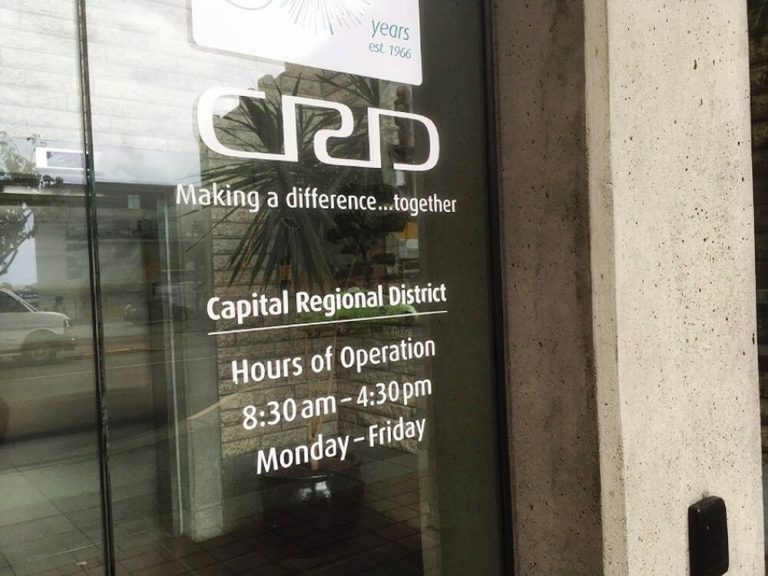 years
est. 1966
CRD
Making a difference...together
Capital Regional District
Hours of Operation
8:30 am – 4:30 pm
Monday – Friday